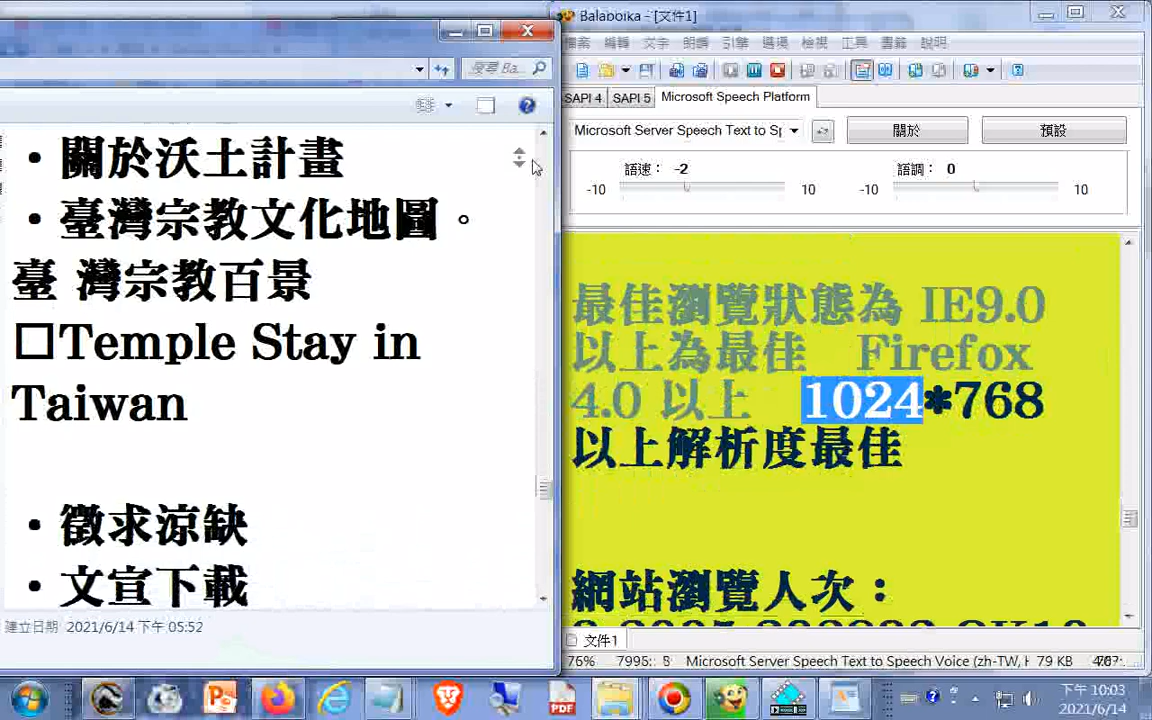 Balabolka - [文件1]
檔案 編輯 文字 朗讀 引擎 選項 檢視 工具 書籤 說明
搜尋 Ba...
SAPI 4 SAPI 5 Microsoft Speech Platform
Microsoft Server Speech Text to Sp
關於 預設
語速： -2 語調： 0
-10 10 -10 10
・關於沃土計畫
・臺灣宗教文化地圖。
臺 灣宗教百景
□Temple Stay in
Taiwan
・徵求涼缺
・文宣下載
建立日期 2021/6/14 下午 05:52
最佳瀏覽狀態為 IE9.0
以上為最佳 Firefox
4.0 以上 1024*768
以上解析度最佳
網站瀏覽人次：
文件1
76% Microsoft Server Speech Text to Speech Voice (zh-TW, 79 KB
下午 10:03
2021/6/14